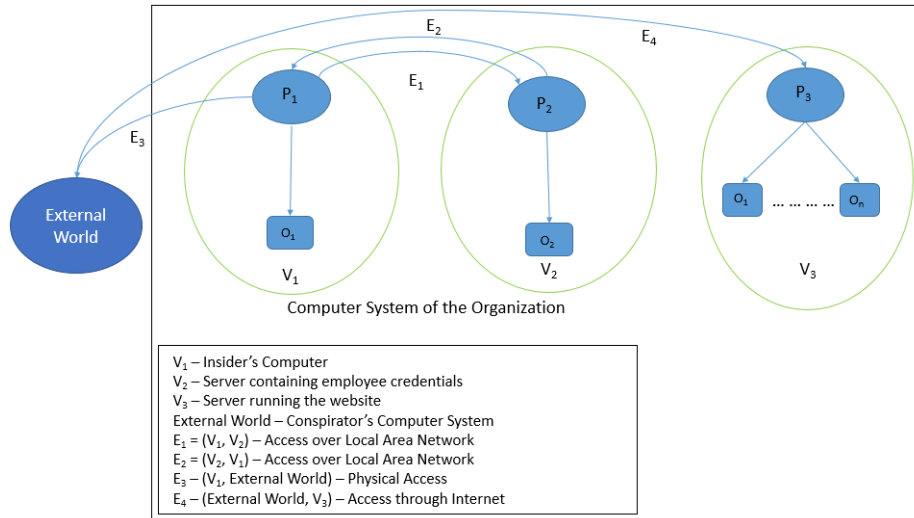 E₂
E₄
P₁
E₁
P₂
P₃
E₃
External
World
O₁
O₂
O₁
... ... ... ...
Oₙ
V₁
V₂
V₃
Computer System of the Organization
V₁ – Insider’s Computer
V₂ – Server containing employee credentials
V₃ – Server running the website
External World – Conspirator’s Computer System
E₁ = (V₁, V₂) – Access over Local Area Network
E₂ = (V₂, V₁) – Access over Local Area Network
E₃ – (V₁, External World) – Physical Access
E₄ – (External World, V₃) – Access through Internet